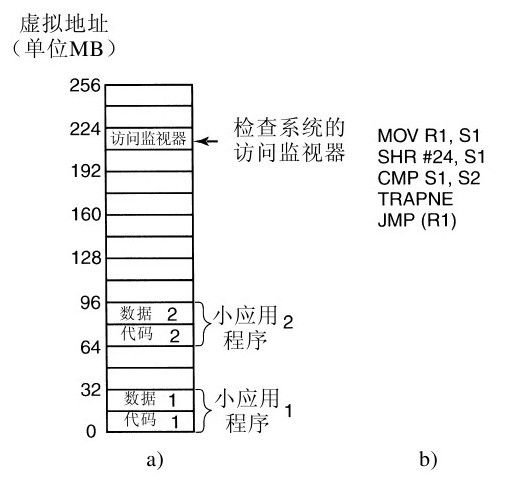 虚拟地址
（单位MB）
256
224
访问监视器
检查系统的
访问监视器
192
160
128
96
数据 2
代码 2
小应用
程序 2
64
32
数据 1
代码 1
小应用
程序 1
0
a)
MOV R1, S1
SHR #24, S1
CMP S1, S2
TRAPNE
JMP (R1)
b)